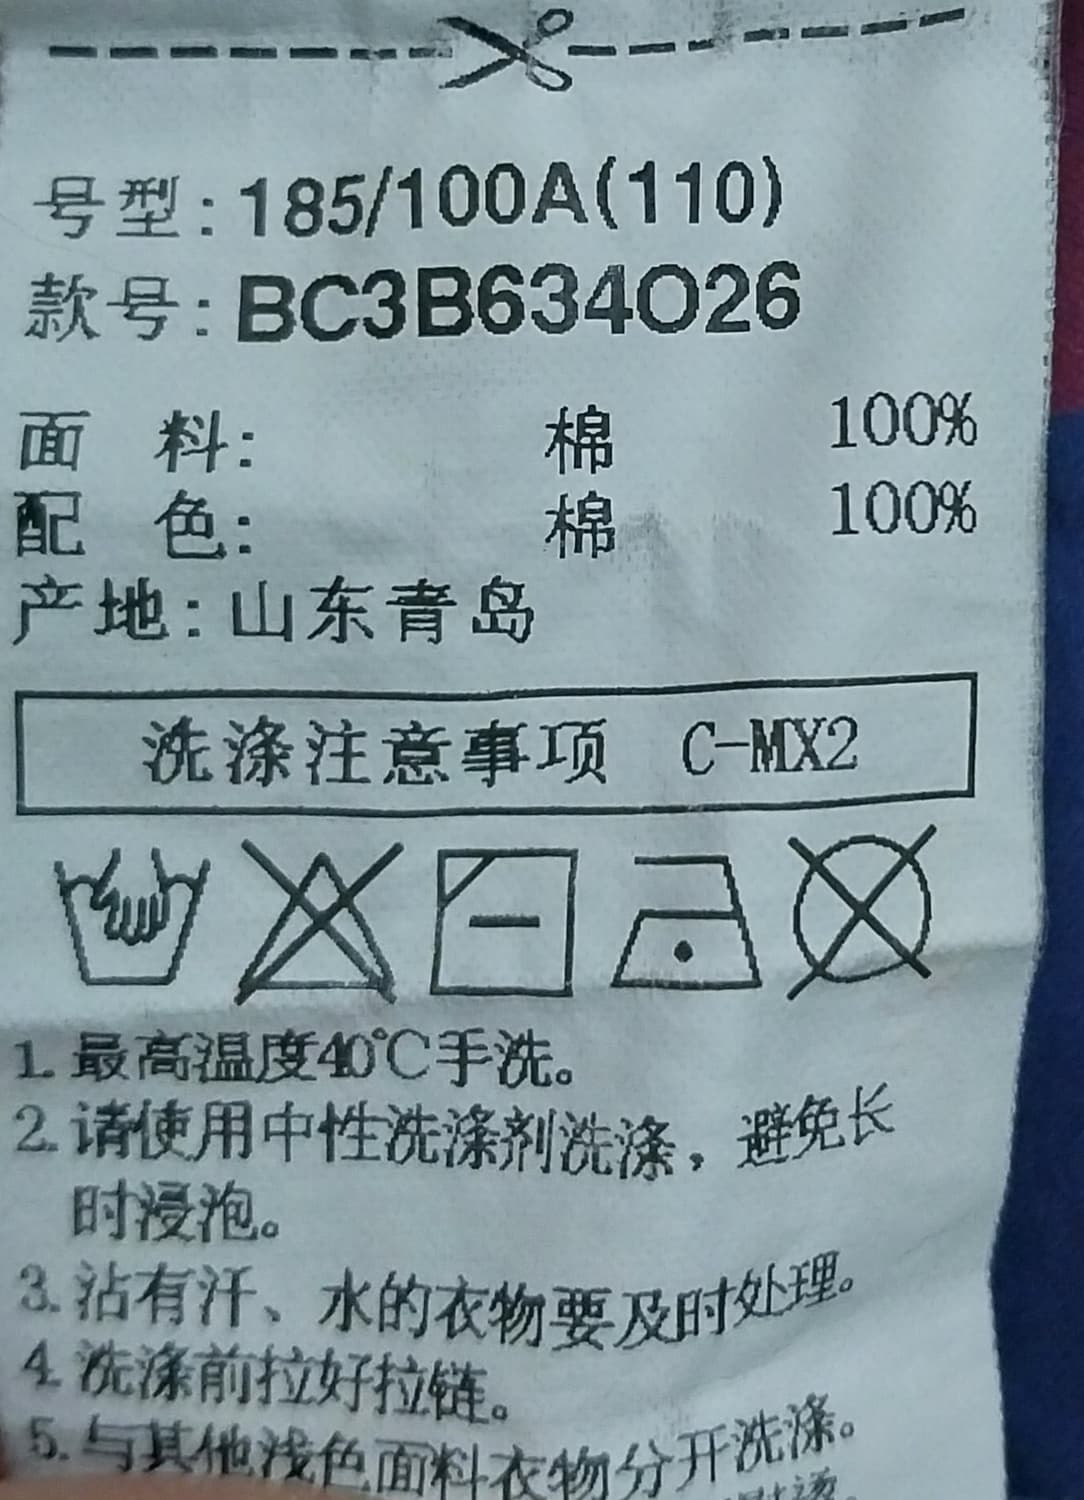 号型:185/100A(110)
款号:BC3B634026
面 料: 棉 100%
配 色: 棉 100%
产地:山东青岛
洗涤注意事项 C-MX2
1.最高温度40℃手洗。
2.请使用中性洗涤剂洗涤,避免长
时浸泡。
3.沾有汗、水的衣物要及时处理。
4.洗涤前拉好拉链。
5.与其他浅色面料衣物分开洗涤。